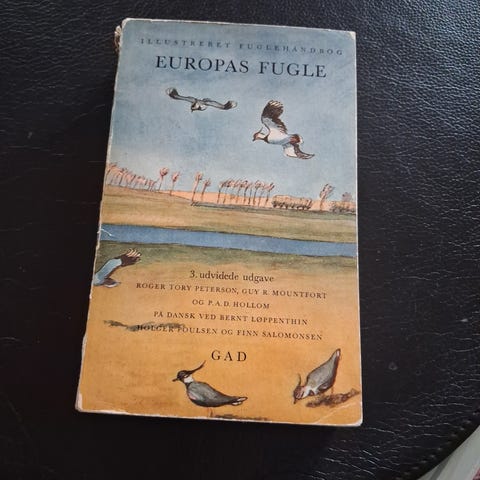 ILLUSTRERET FUGLEHÅNDBOG
EUROPAS FUGLE
3. udvidede udgave
ROGER TORY PETERSON, GUY R. MOUNTFORT
OG P.A.D. HOLLOM
PÅ DANSK VED BERNT LØPPENTHIN
HOLGER POULSEN OG FINN SALOMONSEN
GAD